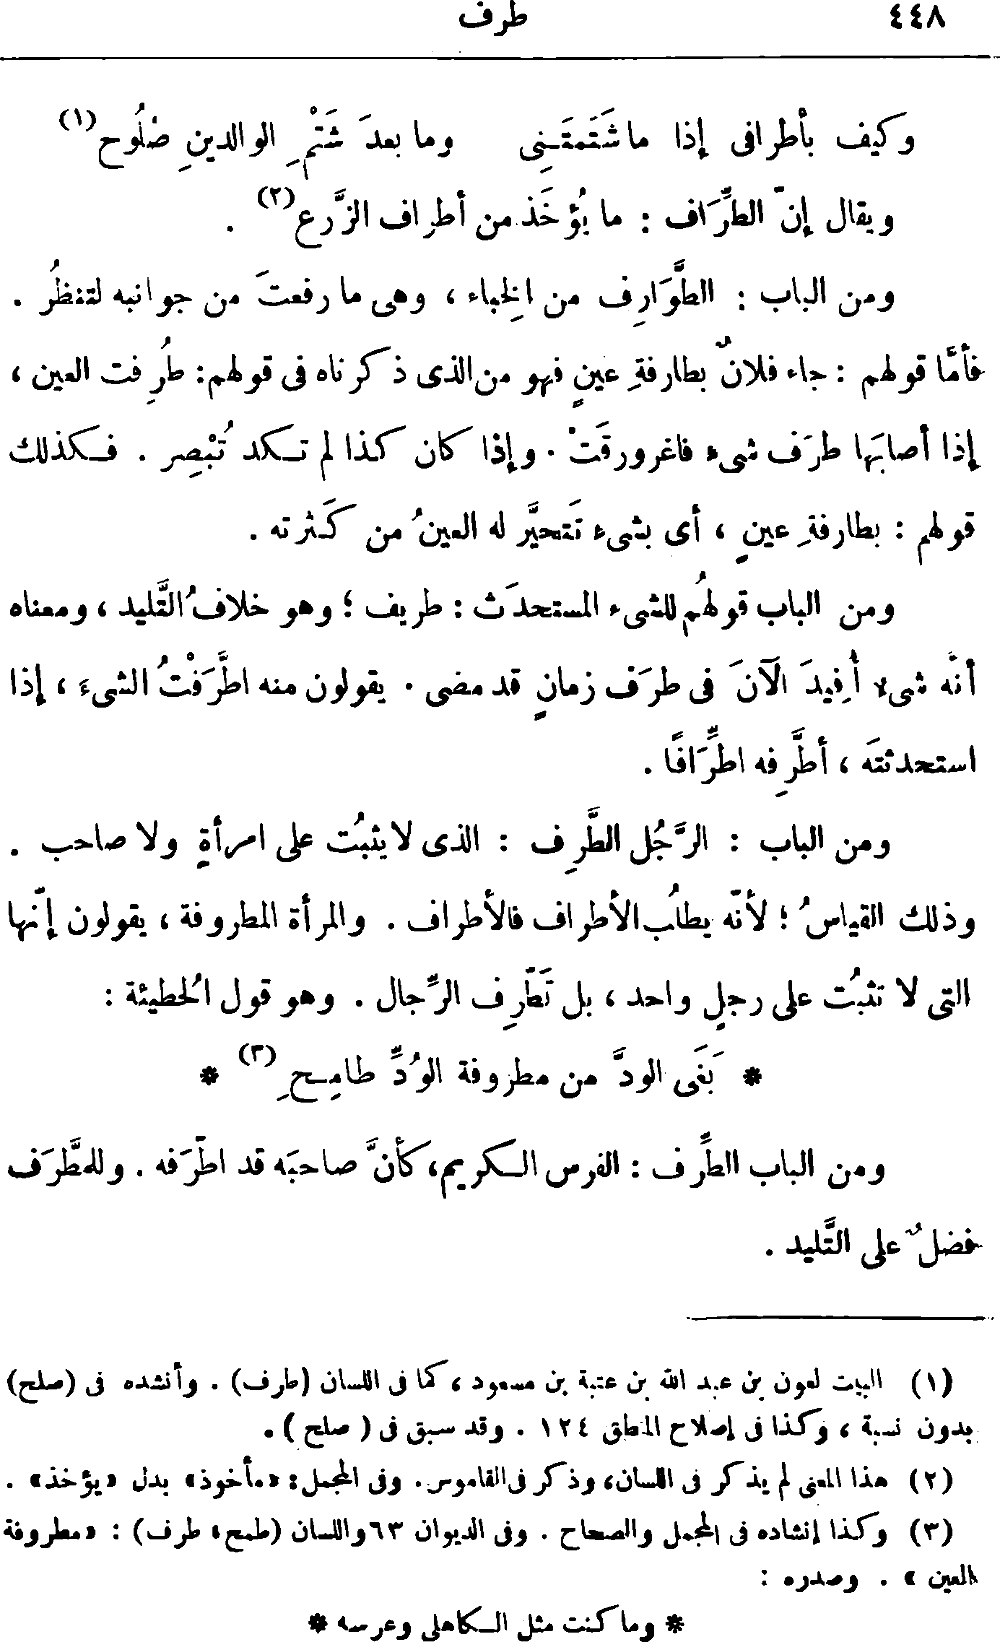 ٤٤٨ طرف
وكيف بأطرافى إذا ماشَتَمتَنِى وما بعدَ شَتْمِ الوالدينِ صُلُوح(١)
ويقال إنّ الطِّرَاف : ما يُؤخَذ من أطراف الزَّرع(٢) .
ومن الباب : الطَّوَارِف من الخِباء ، وهى ما رفعتَ من جوانبه لتنظُر .
فأمَّا قولهم : جاء فلانٌ بطارفةِ عينٍ فهو من الذى ذكرناه فى قولهم: طُرِفت العين ،
إذا أصابَها طرَف شىء فاغرورقَتْ . وإذا كان كذا لم تكد تُبْصِر . فكذلك
قولهم : بطارفةِ عينٍ ، أى بشىء تَتحيَّر له العينُ من كَثرته .
ومن الباب قولهُم للشىء المستحدَث : طريف ؛ وهو خلافُ التَّليد ، ومعناه
أنّه شىء أُفِيدَ الآنَ فى طرَف زمانٍ قد مضى . يقولون منه اطَّرَفْتُ الشىءَ ، إذا
استحدثتَه ، أطَّرِفه اطِّرَافًا .
ومن الباب : الرَّجُل الطَّرِف : الذى لا يثبُت على امرأةٍ ولا صاحب .
وذلك القياسُ ؛ لأنّه يطلُب الأطراف فالأطراف . والمرأة المطروفة ، يقولون إنّها
التى لا تثبُت على رجلٍ واحد ، بل تَطَّرِف الرِّجال . وهو قول الحُطيئة :
* بَغَى الودَّ من مطروفة الوُدِّ طامِحِ(٣) *
ومن الباب الطِّرف : الفرس الكريم، كأنَّ صاحبَه قد اطّرَفه . وللمطَّرَف
فضلٌ على التَّليد .
(١) البيت لعون بن عبد الله بن عتبة بن مسعود ، كما فى اللسان (طرف) . وأنشده فى (صلح)
بدون نسبة ، وكذا فى إصلاح المنطق ١٢٤ . وقد سبق فى ( صلح ) .
(٢) هذا المعنى لم يذكر فى اللسان، وذكر فى القاموس. وفى المجمل: «مأخوذ» بدل «يؤخذ» .
(٣) وكذا إنشاده فى المجمل والصحاح . وفى الديوان ٦٣ واللسان (طمح، طرف) : «مطروفة
العين » . وصدره :
* وما كنت مثل الكاهلى وعرسه *